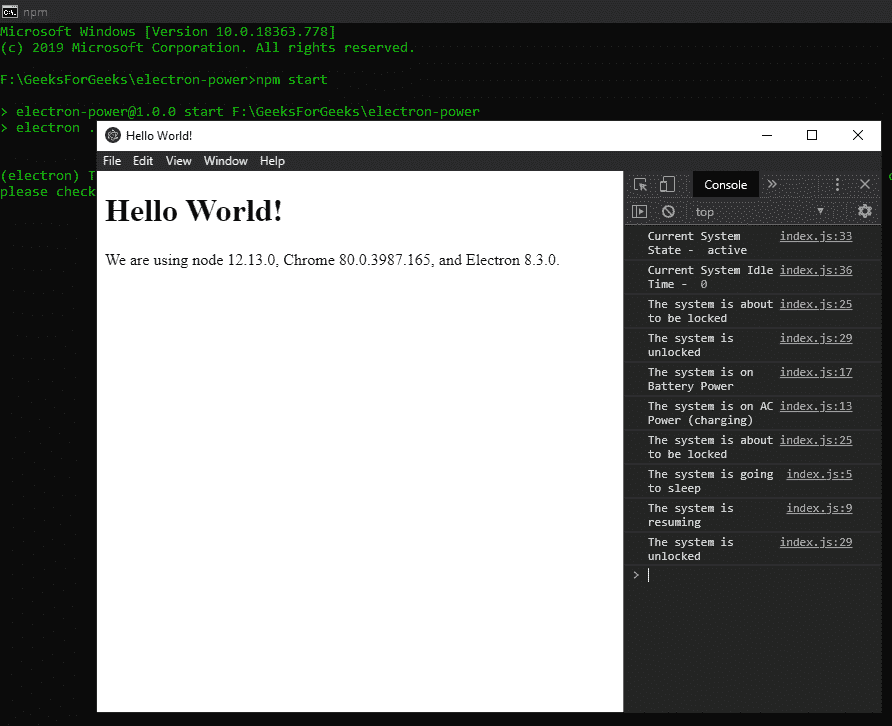 npm
Microsoft Windows [Version 10.0.18363.778]
(c) 2019 Microsoft Corporation. All rights reserved.
F:\GeeksForGeeks\electron-power>npm start
> electron-power@1.0.0 start F:\GeeksForGeeks\electron-power
> electron .
(electron) T
please check
Hello World!
File Edit View Window Help
Hello World!
We are using node 12.13.0, Chrome 80.0.3987.165, and Electron 8.3.0.
Console
top
Current System index.js:33
State - active
Current System Idle index.js:36
Time - 0
The system is about index.js:25
to be locked
The system is index.js:29
unlocked
The system is on index.js:17
Battery Power
The system is on AC index.js:13
Power (charging)
The system is about index.js:25
to be locked
The system is going index.js:5
to sleep
The system is index.js:9
resuming
The system is index.js:29
unlocked
>